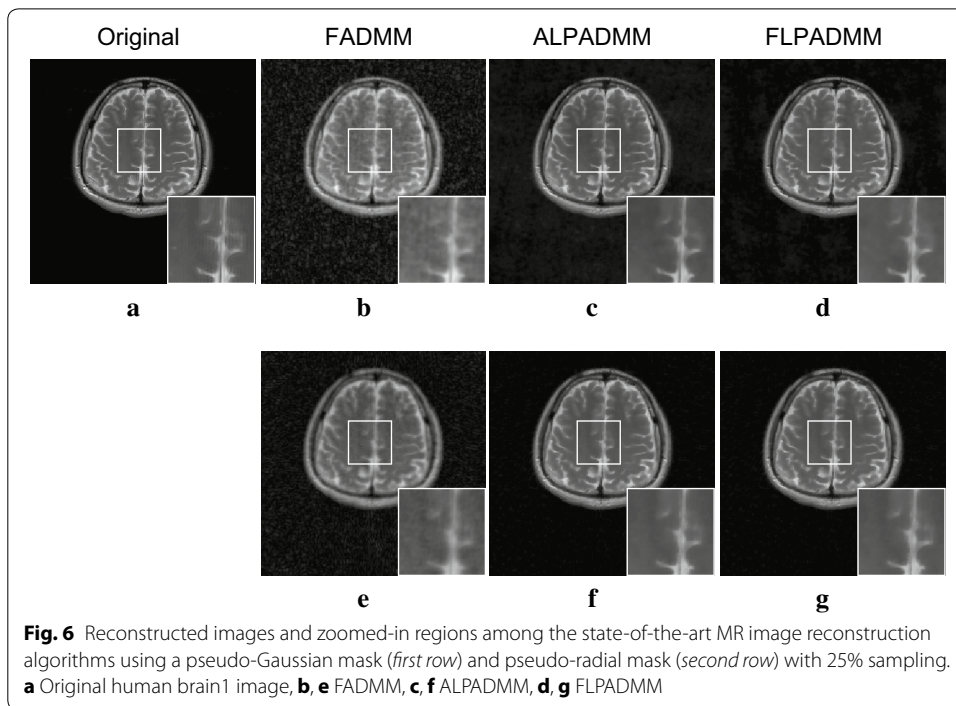 Original FADMM ALPADMM FLPADMM
a b c d
e f g
Fig. 6 Reconstructed images and zoomed-in regions among the state-of-the-art MR image reconstruction
algorithms using a pseudo-Gaussian mask (first row) and pseudo-radial mask (second row) with 25% sampling.
a Original human brain1 image, b, e FADMM, c, f ALPADMM, d, g FLPADMM